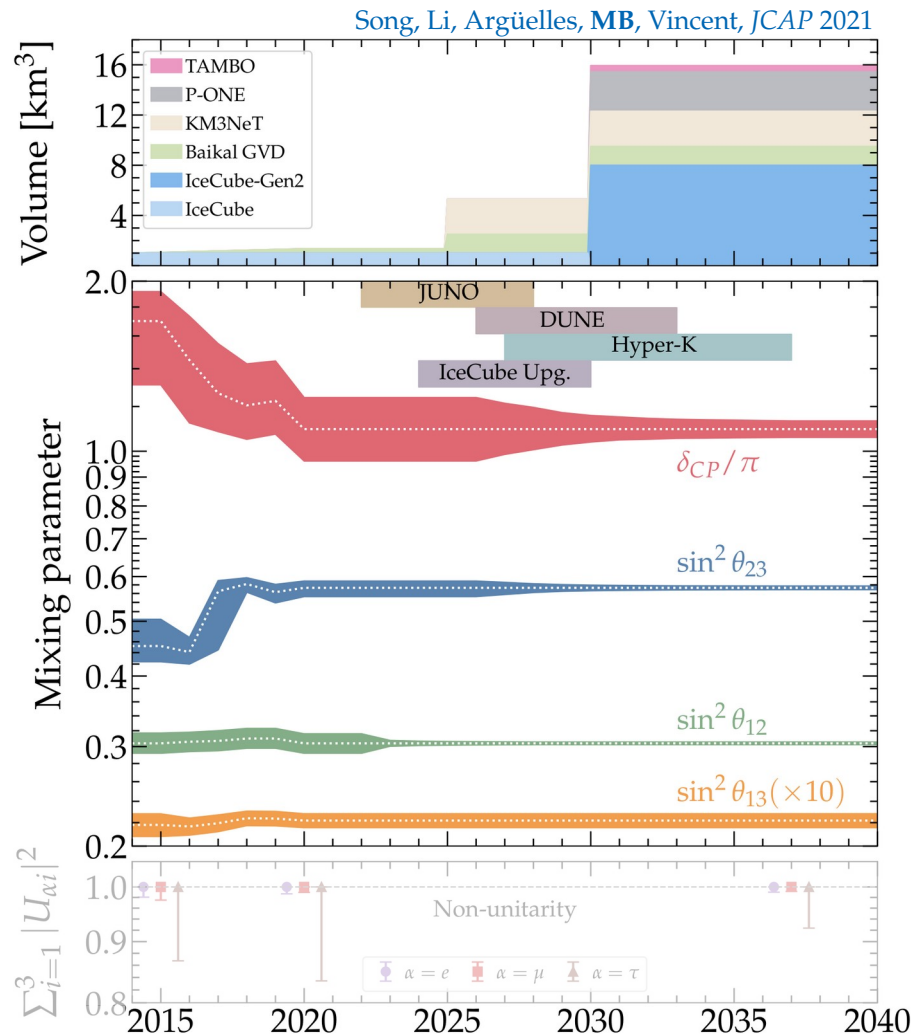 Song, Li, Argüelles, MB, Vincent, JCAP 2021
Volume [km³]
16
12
8
4
TAMBO
P-ONE
KM3NeT
Baikal GVD
IceCube-Gen2
IceCube
Mixing parameter
2.0
1.0
0.9
0.8
0.7
0.6
0.5
0.4
0.3
0.2
JUNO
DUNE
Hyper-K
IceCube Upg.
δ_CP/π
sin² θ₂₃
sin² θ₁₂
sin² θ₁₃(×10)
Σ³ᵢ₌₁ |U_αi|²
1.0
0.9
0.8
Non-unitarity
α = e α = μ α = τ
2015 2020 2025 2030 2035 2040